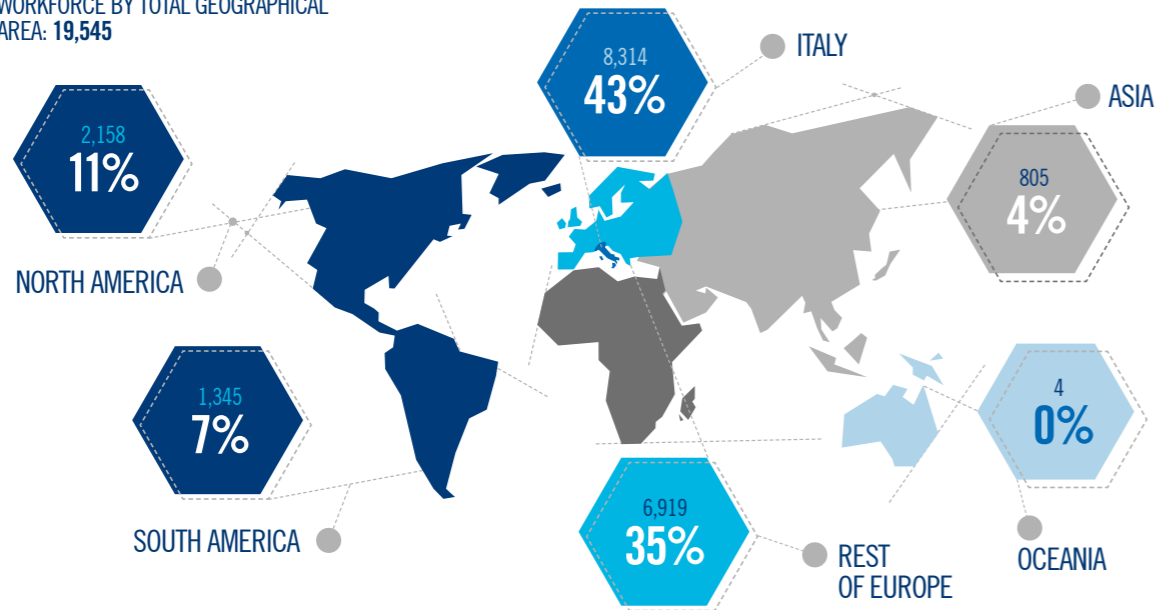 WORKFORCE BY TOTAL GEOGRAPHICAL
AREA: 19,545
8,314
43%
ITALY
ASIA
2,158
11%
805
4%
NORTH AMERICA
1,345
7%
4
0%
6,919
35%
SOUTH AMERICA
REST
OF EUROPE
OCEANIA